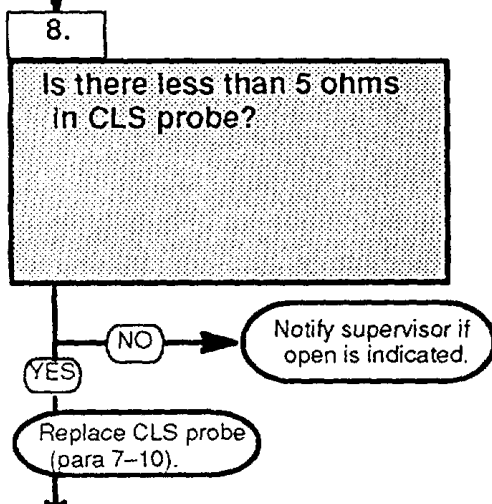 8.
Is there less than 5 ohms
in CLS probe?
NO
Notify supervisor if
open is indicated.
YES
Replace CLS probe
(para 7–10).